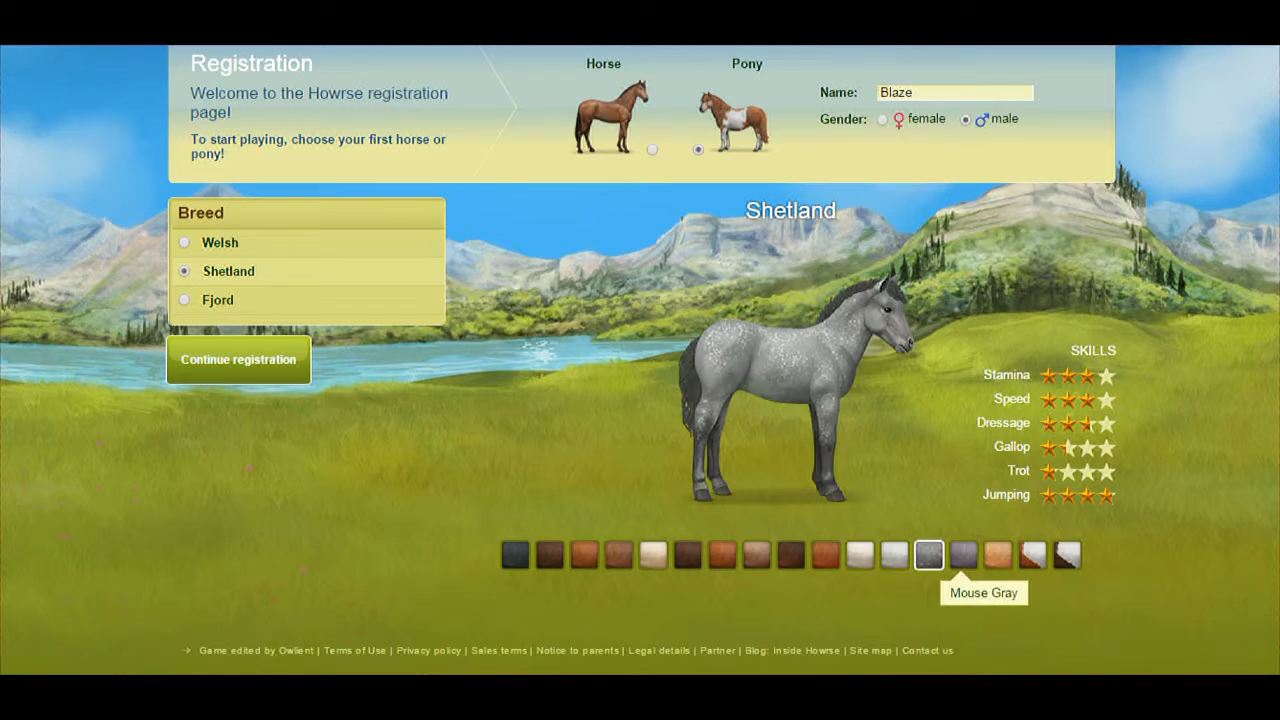 Registration
Welcome to the Howrse registration
page!
To start playing, choose your first horse or
pony!
Horse
Pony
Name: Blaze
Gender: female male
Breed
Welsh
Shetland
Fjord
Continue registration
Shetland
SKILLS
Stamina
Speed
Dressage
Gallop
Trot
Jumping
Mouse Gray
Game edited by Owlient | Terms of Use | Privacy policy | Sales terms | Notice to parents | Legal details | Partner | Blog: Inside Howrse | Site map | Contact us